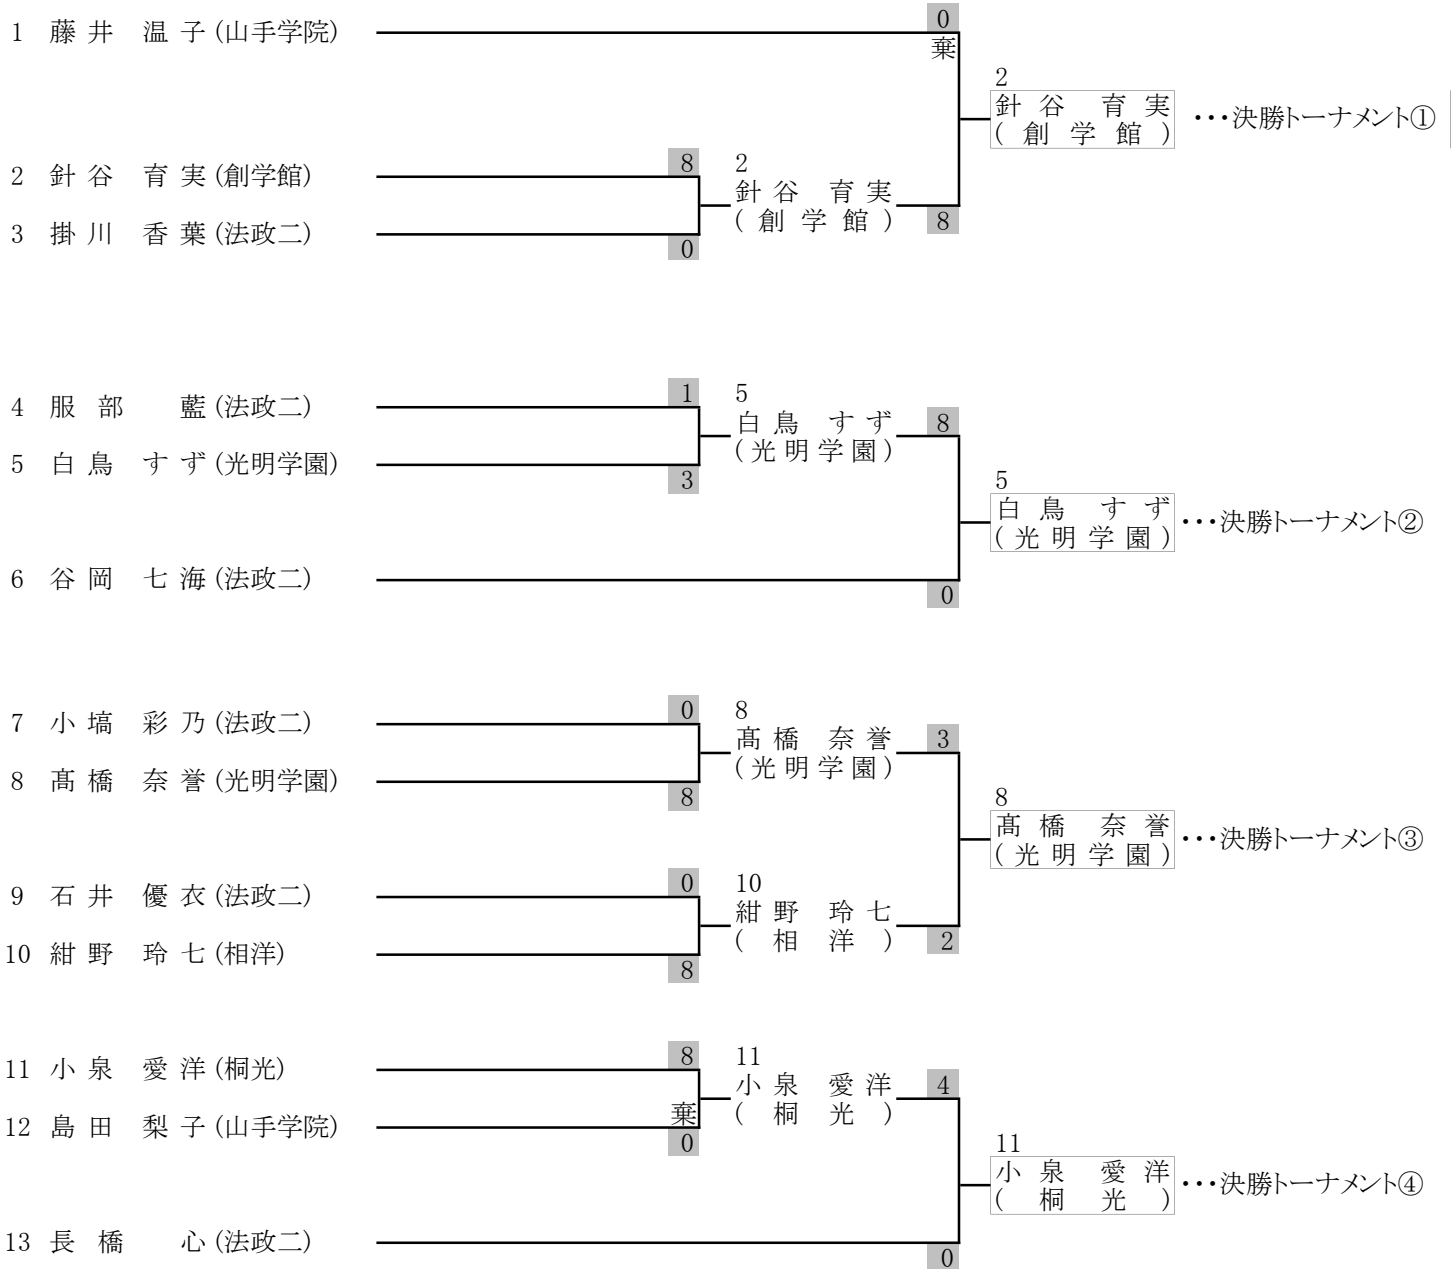 0
1 藤井 温子(山手学院)
棄
2
針谷 育実
(創学館)
・・・決勝トーナメント①
2 針谷 育実(創学館)
8
2
針谷 育実
(創学館)
3 掛川 香葉(法政二)
8
0
4 服部 藍(法政二)
1
5
白鳥 すず
(光明学園)
8
5 白鳥 すず(光明学園)
3
5
白鳥 すず
(光明学園)
・・・決勝トーナメント②
6 谷岡 七海(法政二)
0
7 小塙 彩乃(法政二)
0
8
髙橋 奈誉
(光明学園)
3
8 髙橋 奈誉(光明学園)
8
8
髙橋 奈誉
(光明学園)
・・・決勝トーナメント③
9 石井 優衣(法政二)
0
10
紺野 玲七
(相洋)
2
10 紺野 玲七(相洋)
8
11 小泉 愛洋(桐光)
8
11
小泉 愛洋
(桐光)
4
12 島田 梨子(山手学院)
棄
0
11
小泉 愛洋
(桐光)
・・・決勝トーナメント④
13 長橋 心(法政二)
0